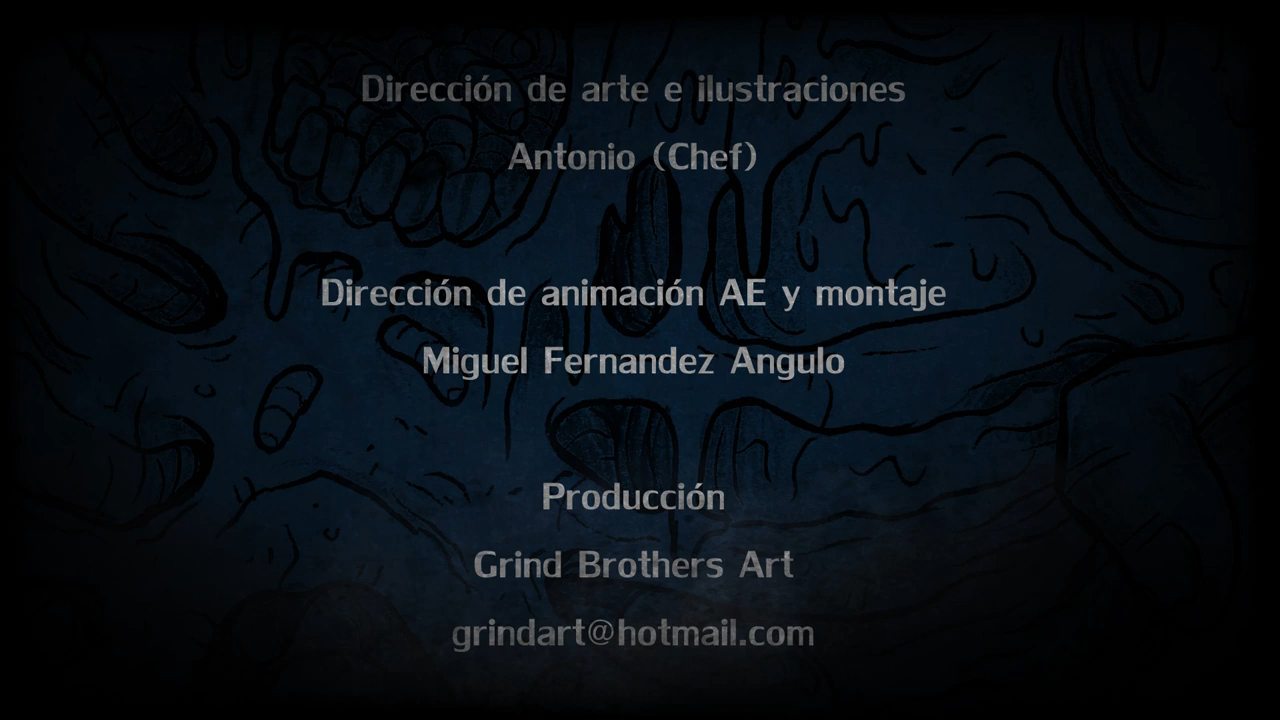 Dirección de arte e ilustraciones
Antonio (Chef)
Dirección de animación AE y montaje
Miguel Fernandez Angulo
Producción
Grind Brothers Art
grindart@hotmail.com